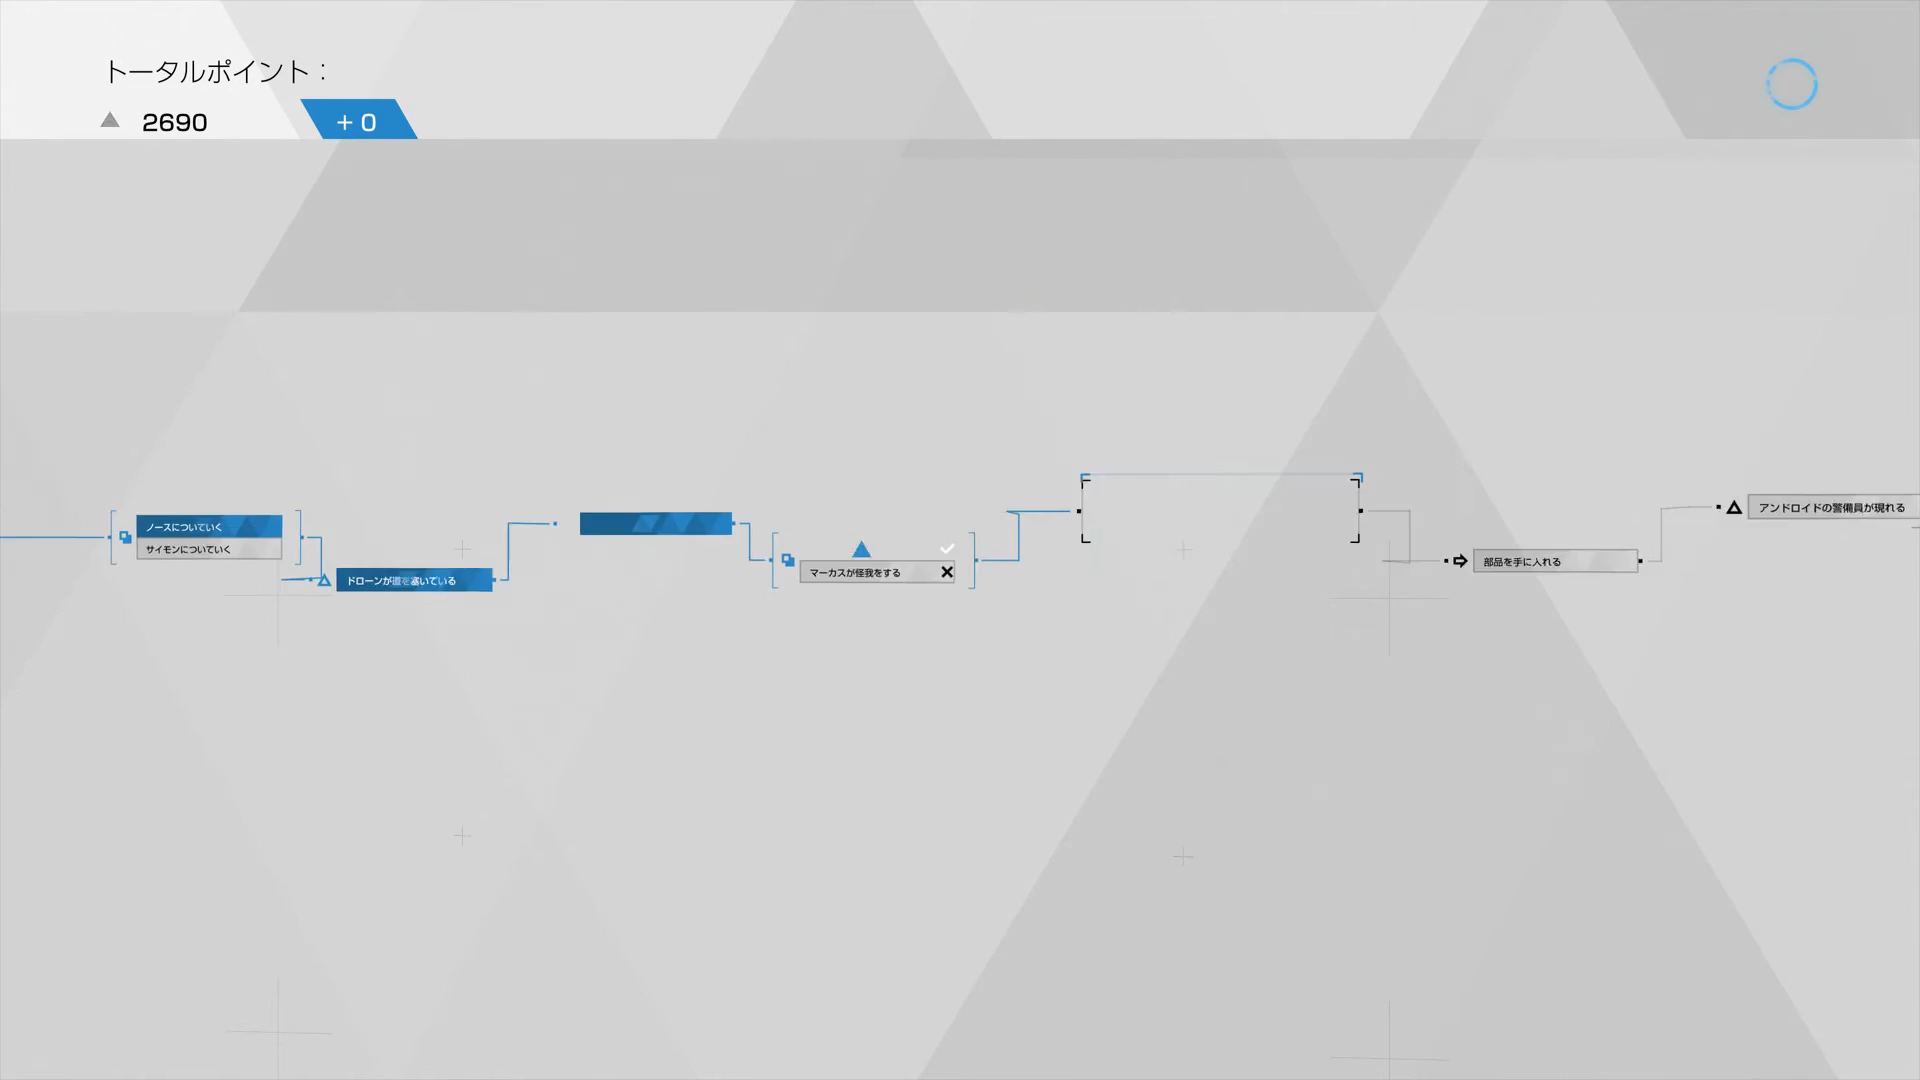 トータルポイント：
2690
+ 0
ノースについていく
サイモンについていく
ドローンが道を塞いている
マーカスが怪我をする
部品を手に入れる
アンドロイドの警備員が現れる